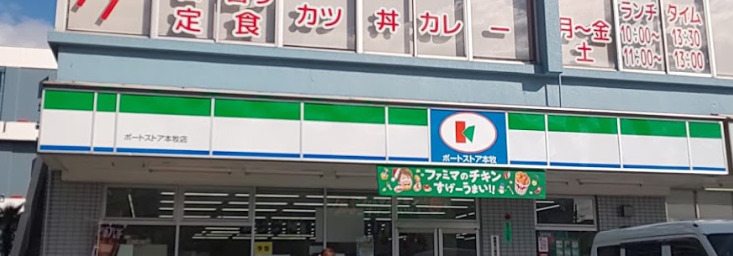 定食 カツ丼 カレー
月～金 ランチタイム
10:00～13:30
土 11:00～13:00
ポートストア本牧店
ポートストア本牧
ファミマのチキン
すげーうまい!!